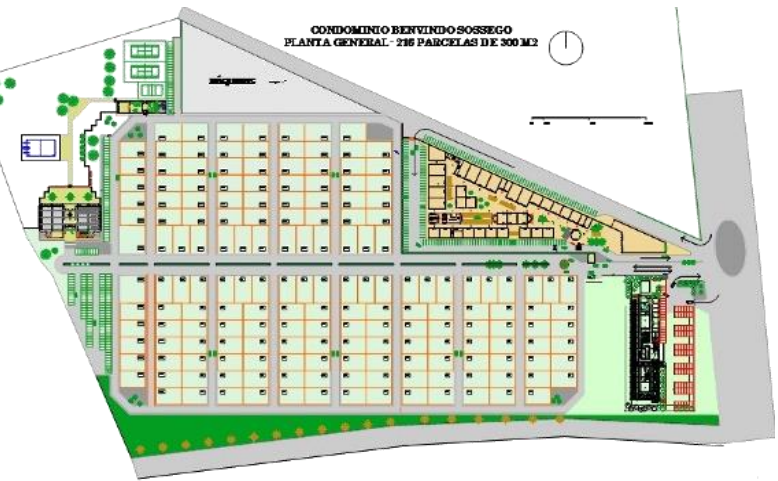 CONDOMINIO BENVINDO SOSSEGO
PLANTA GENERAL - 216 PARCELAS DE 300 M2